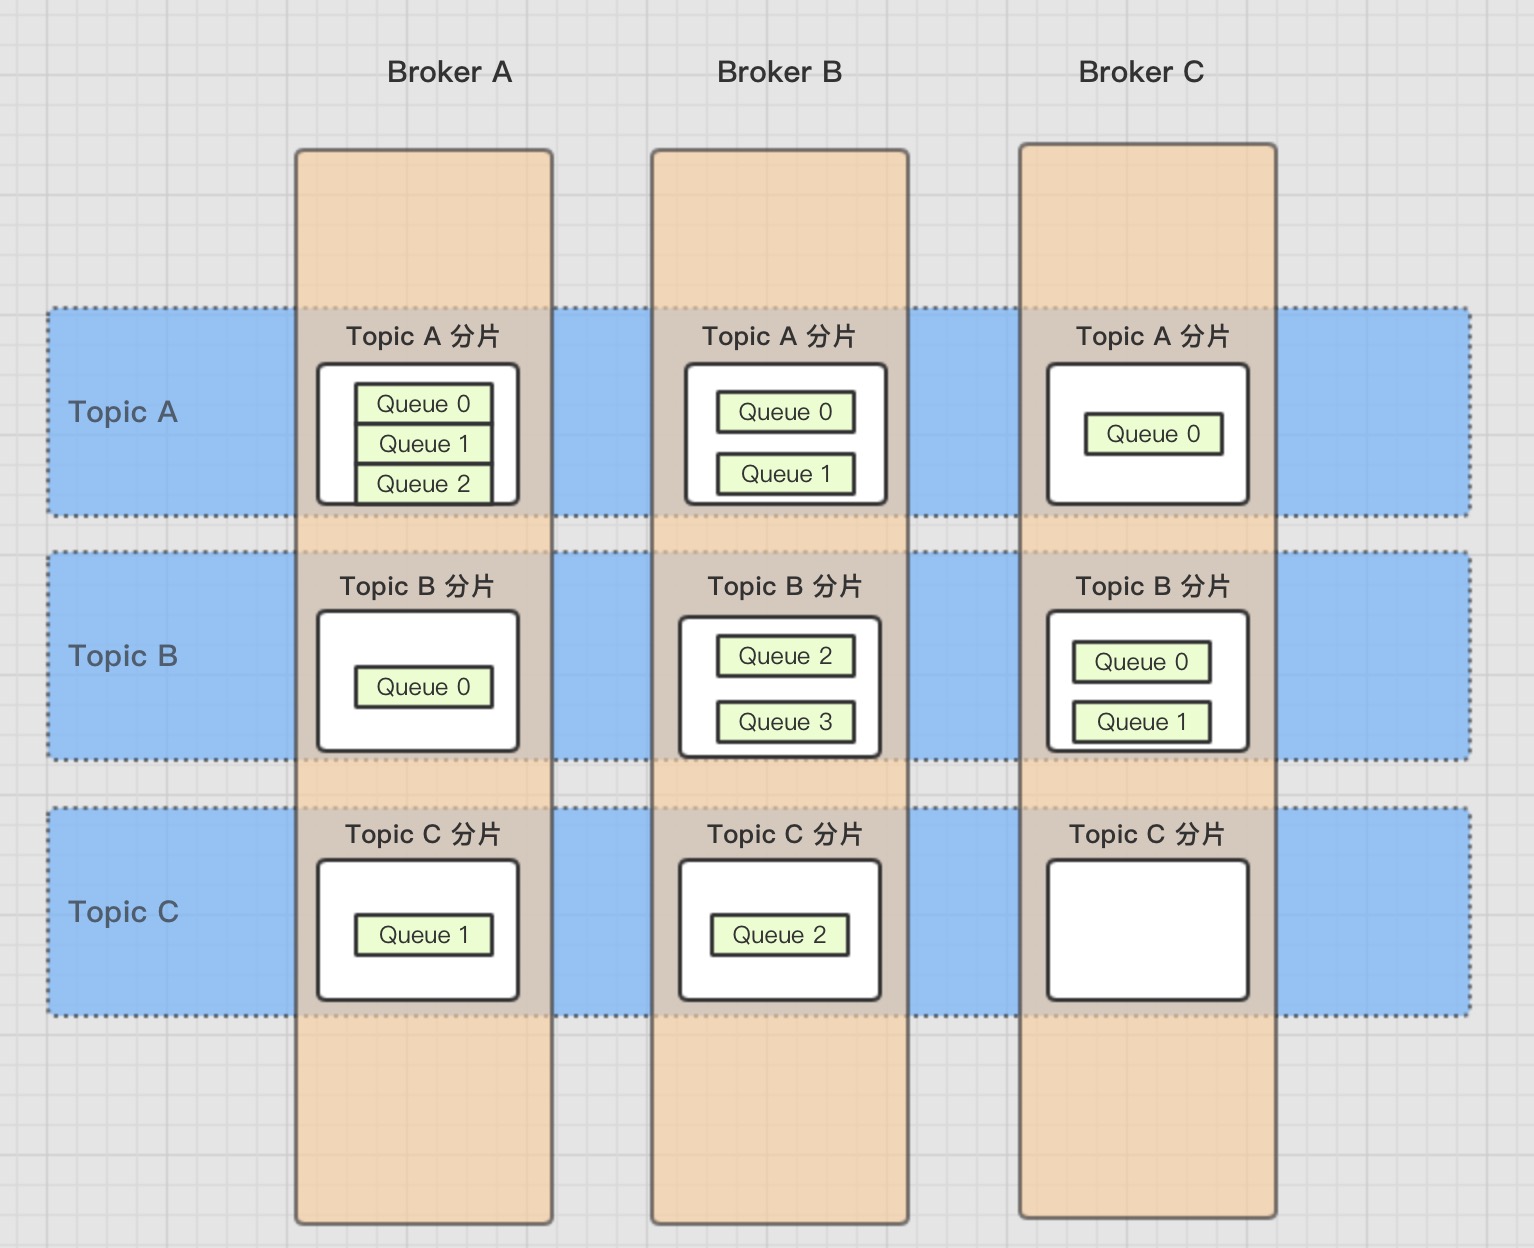 Broker A
Broker B
Broker C
Topic A
Topic A 分片
Queue 0
Queue 1
Queue 2
Topic A 分片
Queue 0
Queue 1
Topic A 分片
Queue 0
Topic B
Topic B 分片
Queue 0
Topic B 分片
Queue 2
Queue 3
Topic B 分片
Queue 0
Queue 1
Topic C
Topic C 分片
Queue 1
Topic C 分片
Queue 2
Topic C 分片